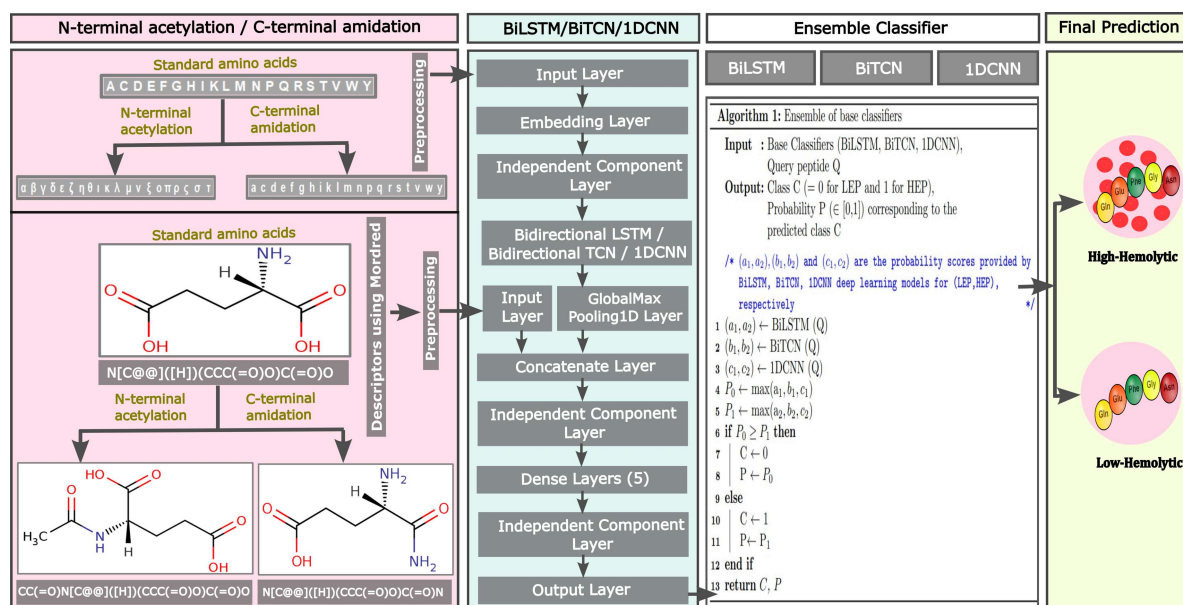 N-terminal acetylation / C-terminal amidation
Standard amino acids
A C D E F G H I K L M N P Q R S T V W Y
N-terminal
acetylation
C-terminal
amidation
α β γ δ ε ζ η θ ι κ λ μ ν ξ ο π ρ ς σ τ
a c d e f g h i k l m n p q r s t v w y
Preprocessing
Standard amino acids
NH₂
H
O
O
OH
OH
N[C@@]([H])(CCC(=O)O)C(=O)O
N-terminal
acetylation
C-terminal
amidation
Descriptors using Mordred
Preprocessing
HO
O
O
H₃C
N
H
H
O
OH
CC(=O)N[C@@]([H])(CCC(=O)O)C(=O)O
NH₂
H
O
O
OH
NH₂
N[C@@]([H])(CCC(=O)O)C(=O)N
BiLSTM/BiTCN/1DCNN
Input Layer
Embedding Layer
Independent Component
Layer
Bidirectional LSTM /
Bidirectional TCN / 1DCNN
Input
Layer
GlobalMax
Pooling1D Layer
Concatenate Layer
Independent Component
Layer
Dense Layers (5)
Independent Component
Layer
Output Layer
Ensemble Classifier
BiLSTM
BiTCN
1DCNN
Algorithm 1: Ensemble of base classifiers
Input : Base Classifiers (BiLSTM, BiTCN, 1DCNN),
Query peptide Q
Output: Class C (= 0 for LEP and 1 for HEP),
Probability P (∈ [0,1]) corresponding to the
predicted class C
/* (a₁,a₂),(b₁,b₂) and (c₁,c₂) are the probability scores provided by
BiLSTM, BiTCN, 1DCNN deep learning models for (LEP,HEP),
respectively */
1 (a₁,a₂) ← BiLSTM (Q)
2 (b₁,b₂) ← BiTCN (Q)
3 (c₁,c₂) ← 1DCNN (Q)
4 P₀ ← max(a₁,b₁,c₁)
5 P₁ ← max(a₂,b₂,c₂)
6 if P₀ ≥ P₁ then
7 C ← 0
8 P ← P₀
9 else
10 C ← 1
11 P← P₁
12 end if
13 return C, P
Final Prediction
Gln
Glu
Phe
Gly
Asn
High-Hemolytic
Gln
Glu
Phe
Gly
Asn
Low-Hemolytic